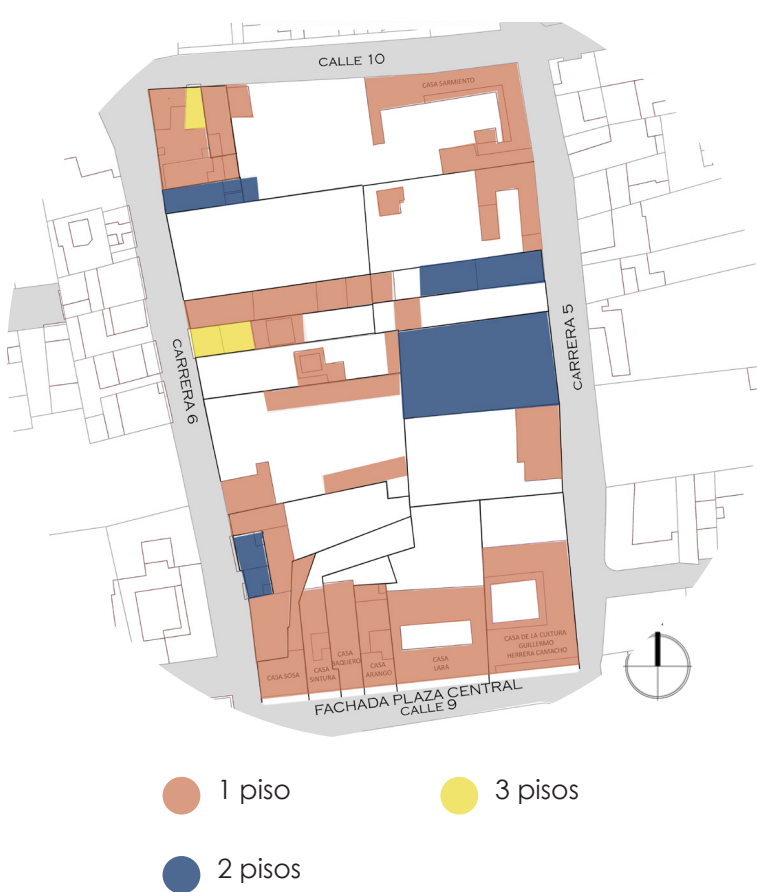 CALLE 10
CASA SARMIENTO
CARRERA 5
CARRERA 6
CASA DE LA CULTURA
GUILLERMO
HERRERA CAMACHO
CASA
BAQUERO
CASA
LARA
CASA
ARANGO
CASA
SINTURA
CASA SOSA
FACHADA PLAZA CENTRAL
CALLE 9
1 piso
3 pisos
2 pisos